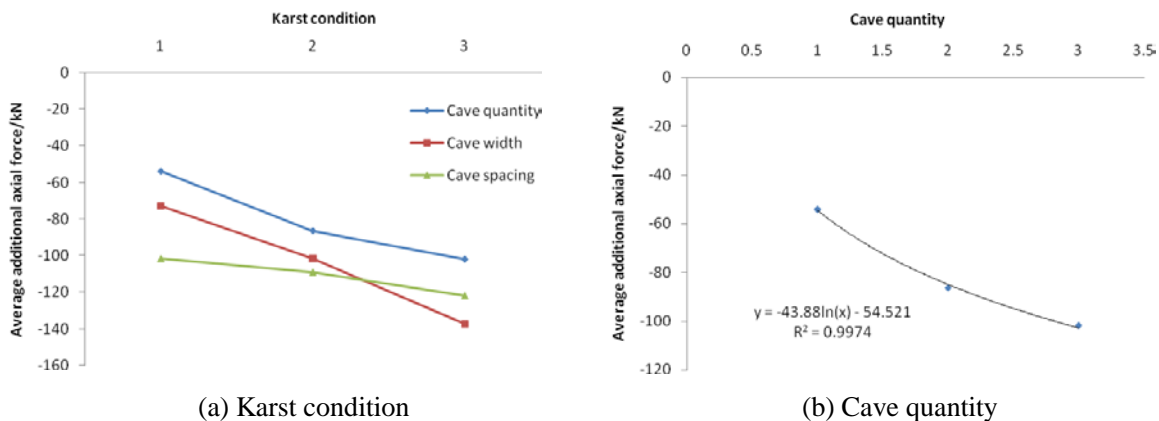 Karst condition
1 2 3
0
-20
-40
-60
-80
-100
-120
-140
-160
Average additional axial force/kN
Cave quantity
Cave width
Cave spacing
(a) Karst condition
Cave quantity
0 0.5 1 1.5 2 2.5 3 3.5
0
-20
-40
-60
-80
-100
-120
Average additional axial force/kN
y = -43.88ln(x) - 54.521
R² = 0.9974
(b) Cave quantity